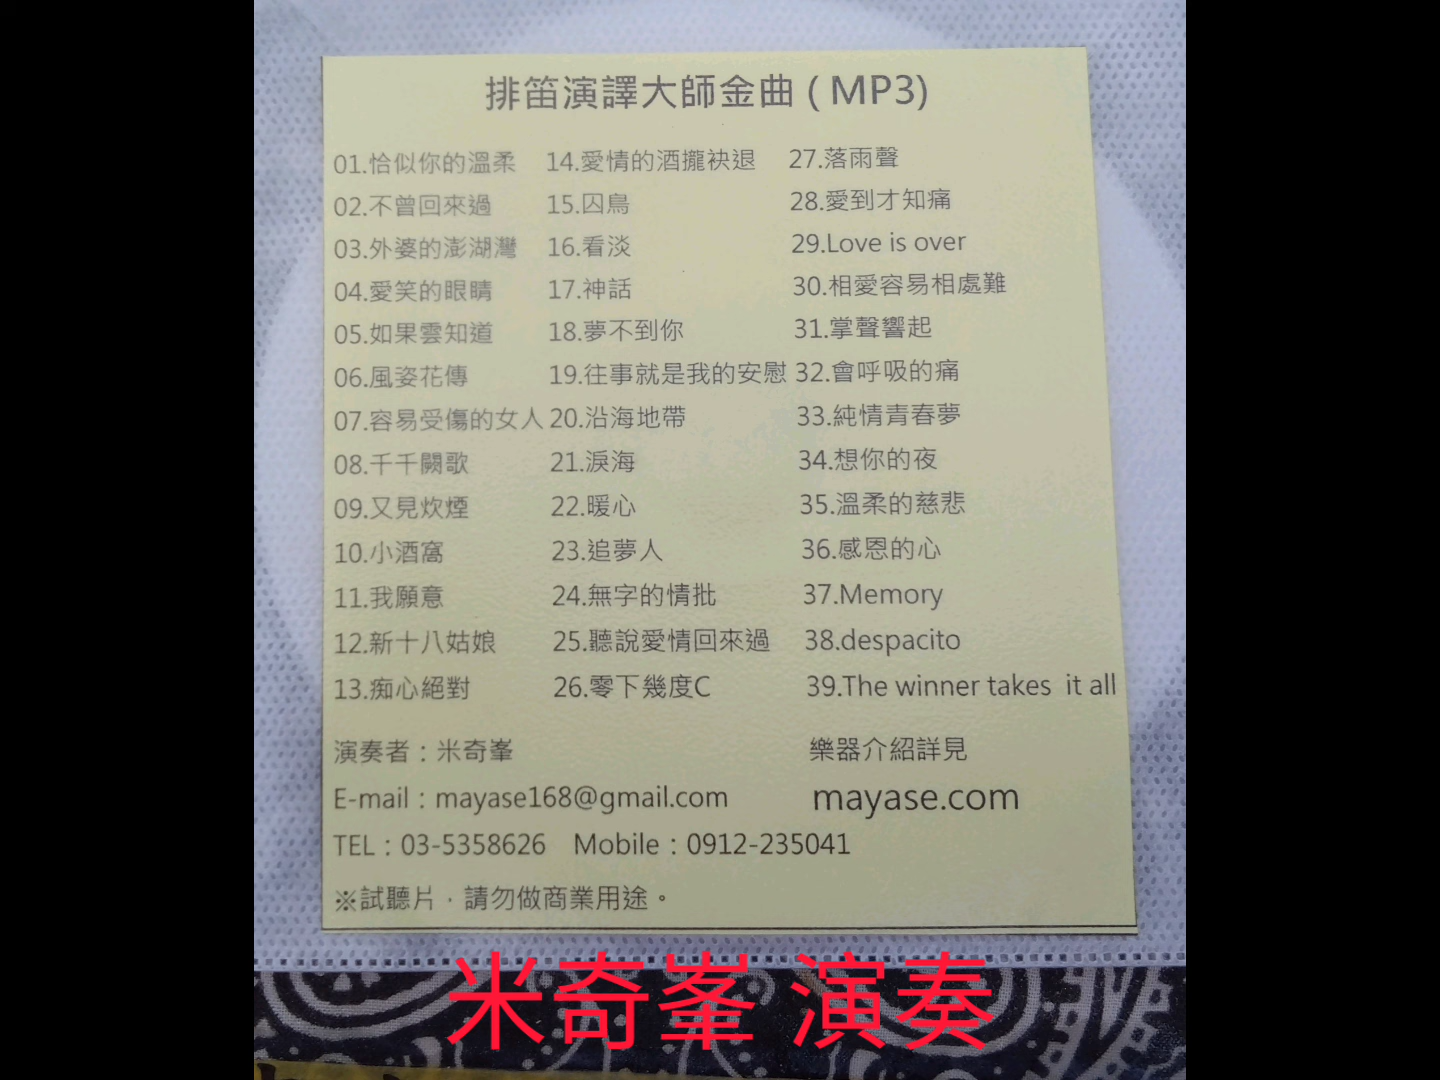 排笛演譯大師金曲 ( MP3)
01.恰似你的溫柔 14.愛情的酒攏袂退 27.落雨聲
02.不曾回來過 15.囚鳥 28.愛到才知痛
03.外婆的澎湖灣 16.看淡 29.Love is over
04.愛笑的眼睛 17.神話 30.相愛容易相處難
05.如果雲知道 18.夢不到你 31.掌聲響起
06.風姿花傳 19.往事就是我的安慰 32.會呼吸的痛
07.容易受傷的女人 20.沿海地帶 33.純情青春夢
08.千千闕歌 21.淚海 34.想你的夜
09.又見炊煙 22.暖心 35.溫柔的慈悲
10.小酒窩 23.追夢人 36.感恩的心
11.我願意 24.無字的情批 37.Memory
12.新十八姑娘 25.聽說愛情回來過 38.despacito
13.痴心絕對 26.零下幾度C 39.The winner takes it all
演奏者：米奇峯 樂器介紹詳見
E-mail：mayase168@gmail.com mayase.com
TEL：03-5358626 Mobile：0912-235041
※試聽片，請勿做商業用途。
米奇峯 演奏